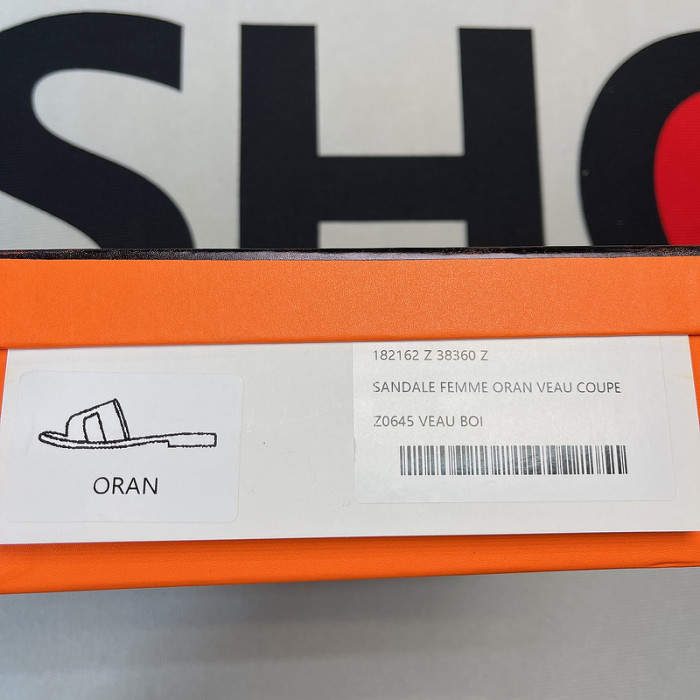 SHO
182162 Z 38360 Z
SANDALE FEMME ORAN VEAU COUPE
Z0645 VEAU BOI
ORAN